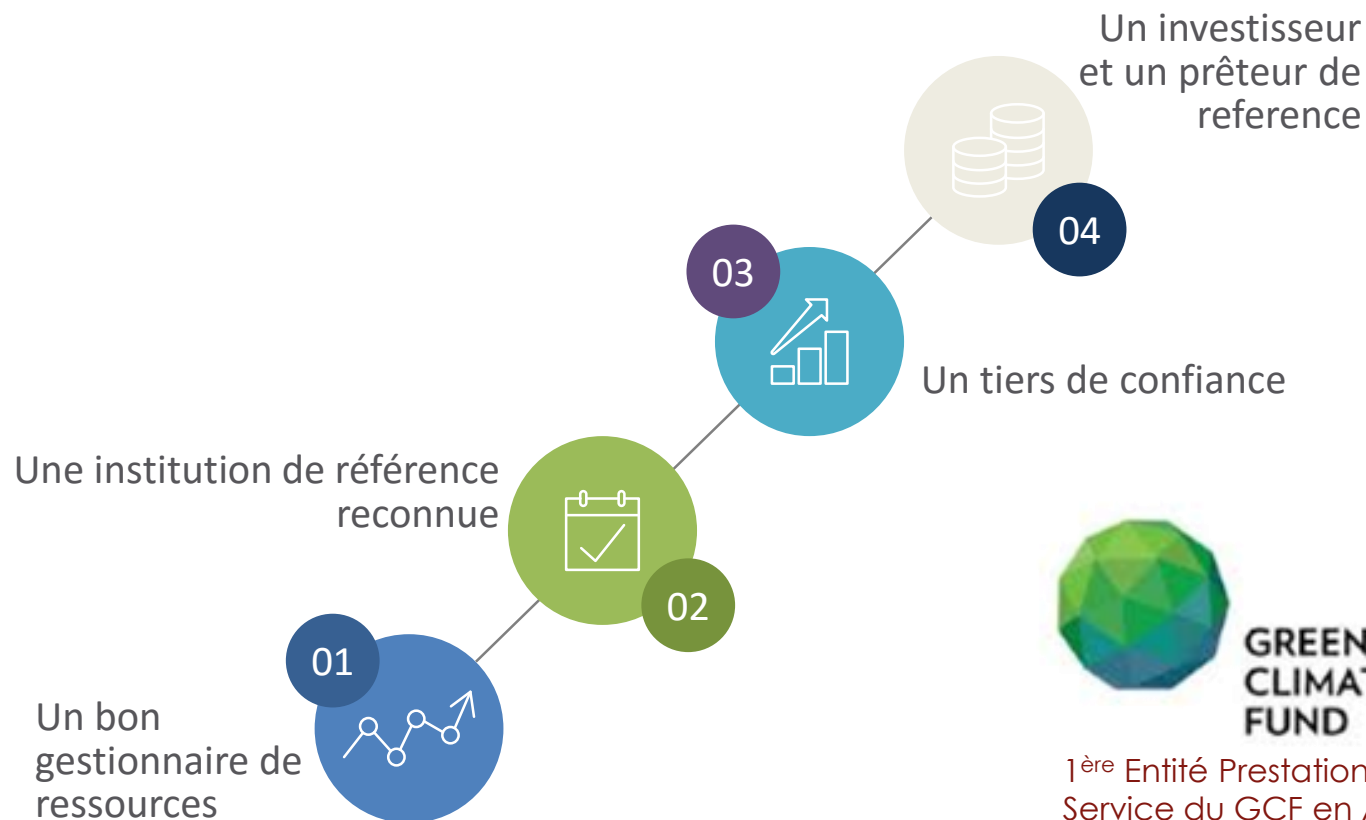 Un investisseur
et un prêteur de
reference
04
03
Un tiers de confiance
Une institution de référence
reconnue
02
01
Un bon
gestionnaire de
ressources
GREEN
CLIMAT
FUND
1ère Entité Prestation
Service du GCF en